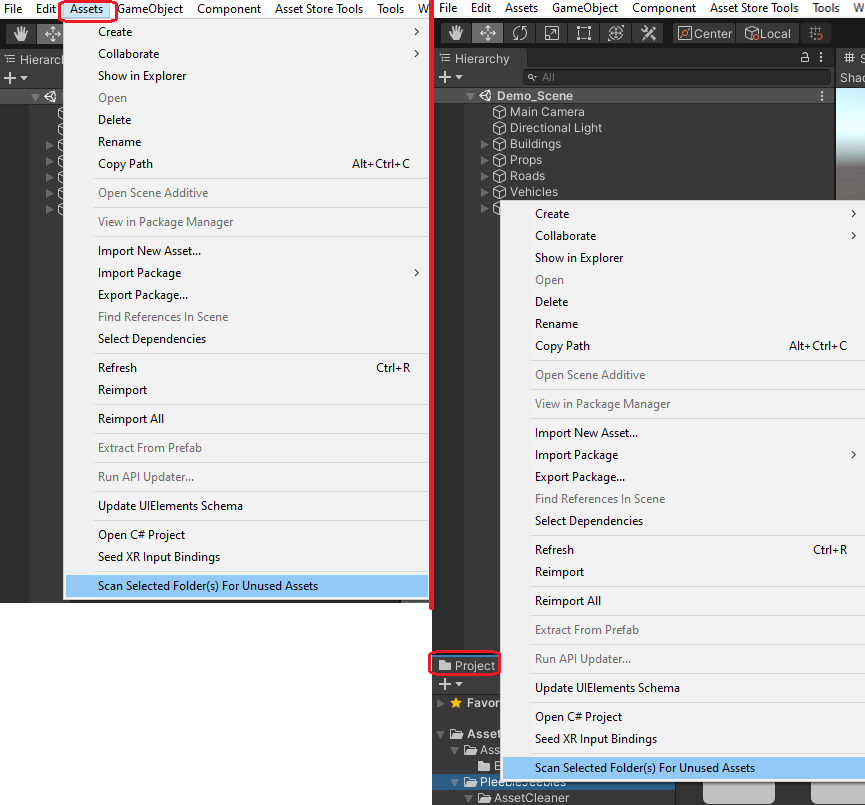 File Edit Assets GameObject Component Asset Store Tools Tools W
Hierarc
Create
Collaborate
Show in Explorer
Open
Delete
Rename
Copy Path Alt+Ctrl+C
Open Scene Additive
View in Package Manager
Import New Asset...
Import Package
Export Package...
Find References In Scene
Select Dependencies
Refresh Ctrl+R
Reimport
Reimport All
Extract From Prefab
Run API Updater...
Update UIElements Schema
Open C# Project
Seed XR Input Bindings
Scan Selected Folder(s) For Unused Assets
File Edit Assets GameObject Component Asset Store Tools Tools W
Center Local
Hierarchy
All
Demo_Scene
Main Camera
Directional Light
Buildings
Props
Roads
Vehicles
S
Shac
Create
Collaborate
Show in Explorer
Open
Delete
Rename
Copy Path Alt+Ctrl+C
Open Scene Additive
View in Package Manager
Import New Asset...
Import Package
Export Package...
Find References In Scene
Select Dependencies
Refresh Ctrl+R
Reimport
Reimport All
Extract From Prefab
Run API Updater...
Update UIElements Schema
Open C# Project
Seed XR Input Bindings
Scan Selected Folder(s) For Unused Assets
Project
Favor
Asset
Ass
E
PleebieJeebies
AssetCleaner